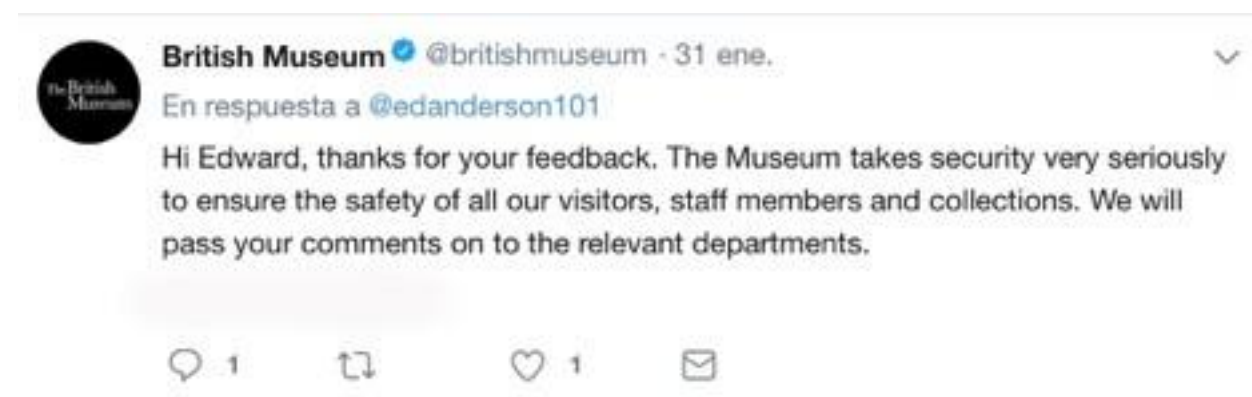 British Museum @britishmuseum · 31 ene.
The British
Museum
En respuesta a @edanderson101
Hi Edward, thanks for your feedback. The Museum takes security very seriously
to ensure the safety of all our visitors, staff members and collections. We will
pass your comments on to the relevant departments.
1 1